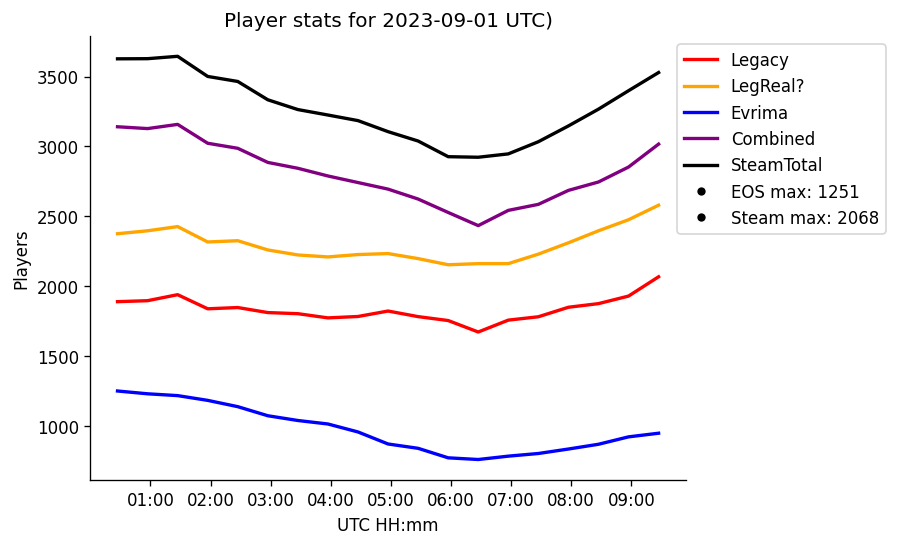 Player stats for 2023-09-01 UTC)
Legacy
LegReal?
Evrima
Combined
SteamTotal
EOS max: 1251
Steam max: 2068
Players
3500
3000
2500
2000
1500
1000
01:00 02:00 03:00 04:00 05:00 06:00 07:00 08:00 09:00
UTC HH:mm